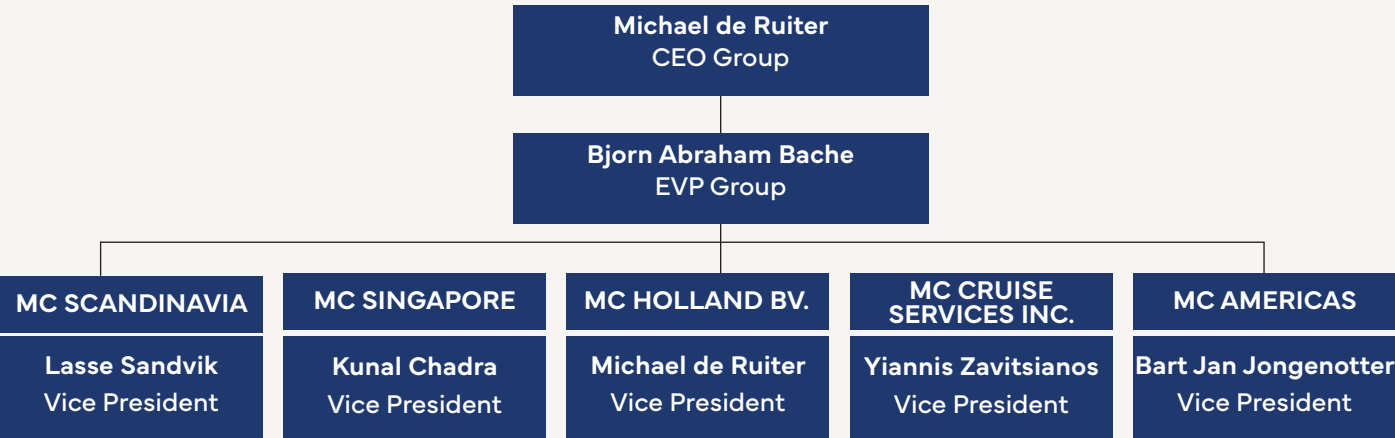 Michael de Ruiter
CEO Group
Bjorn Abraham Bache
EVP Group
MC SCANDINAVIA
Lasse Sandvik
Vice President
MC SINGAPORE
Kunal Chadra
Vice President
MC HOLLAND BV.
Michael de Ruiter
Vice President
MC CRUISE
SERVICES INC.
Yiannis Zavitsianos
Vice President
MC AMERICAS
Bart Jan Jongenotter
Vice President